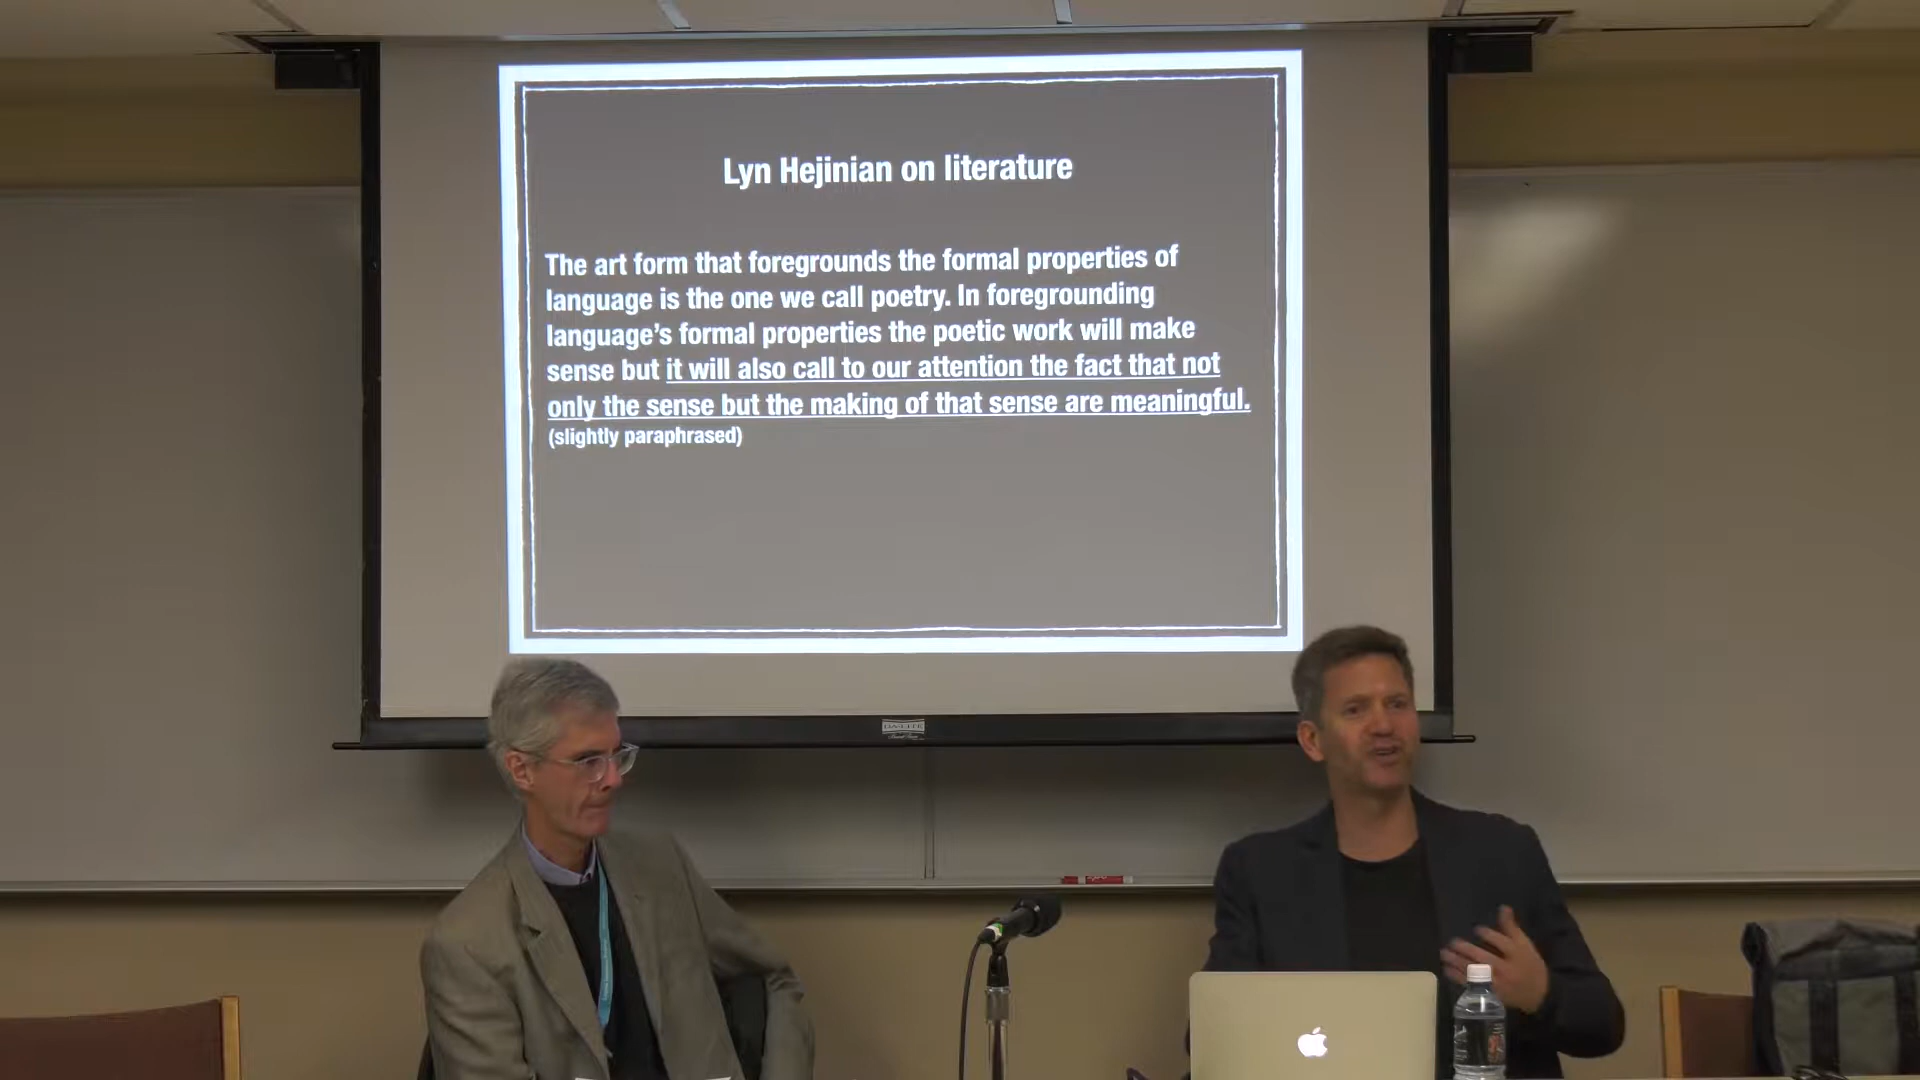 Lyn Hejinian on literature
The art form that foregrounds the formal properties of
language is the one we call poetry. In foregrounding
language’s formal properties the poetic work will make
sense but it will also call to our attention the fact that not
only the sense but the making of that sense are meaningful.
(slightly paraphrased)
DA-LITE